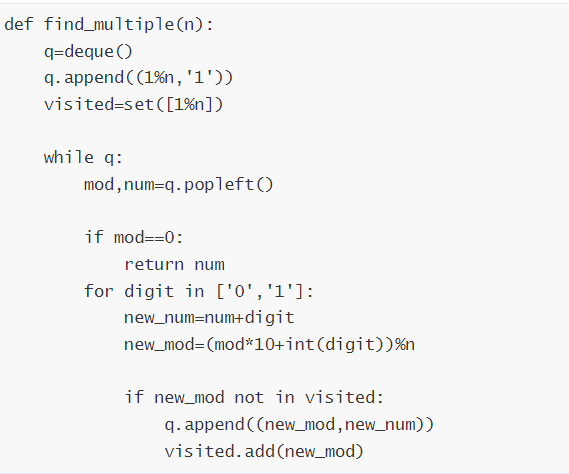 def find_multiple(n):
    q=deque()
    q.append((1%n,'1'))
    visited=set([1%n])

    while q:
        mod,num=q.popleft()

        if mod==0:
            return num
        for digit in ['0','1']:
            new_num=num+digit
            new_mod=(mod*10+int(digit))%n

            if new_mod not in visited:
                q.append((new_mod,new_num))
                visited.add(new_mod)